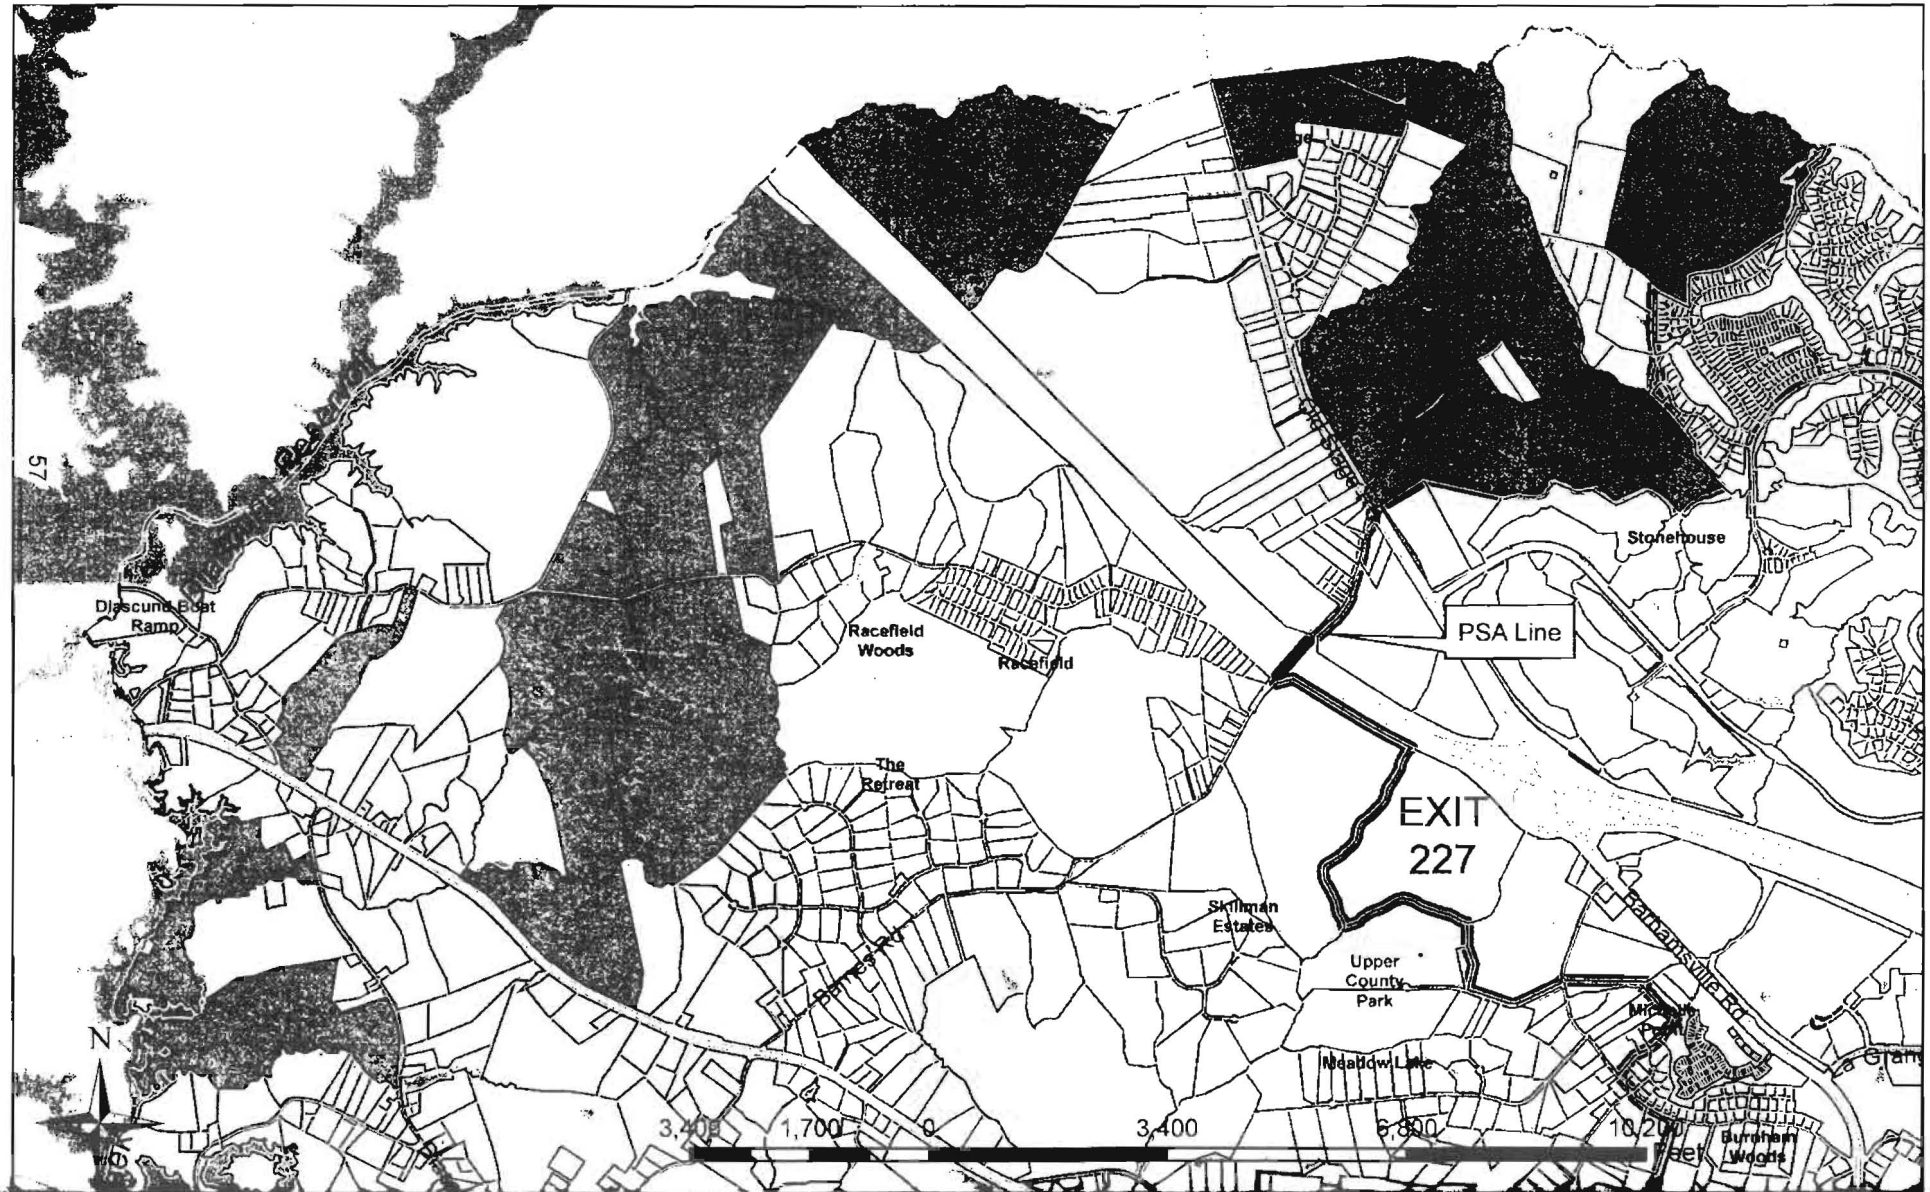 57
Diascund Boat
Ramp
Racefield
Woods
Racefield
The
Retreat
Barnes Rd
Stonehouse
PSA Line
EXIT
227
Skillman
Estates
Upper
County
Park
Barhamsville Rd
Meadow Lake
Burnham
Woods
N
3,400 1,700 0 3,400 6,800 10,200
Feet